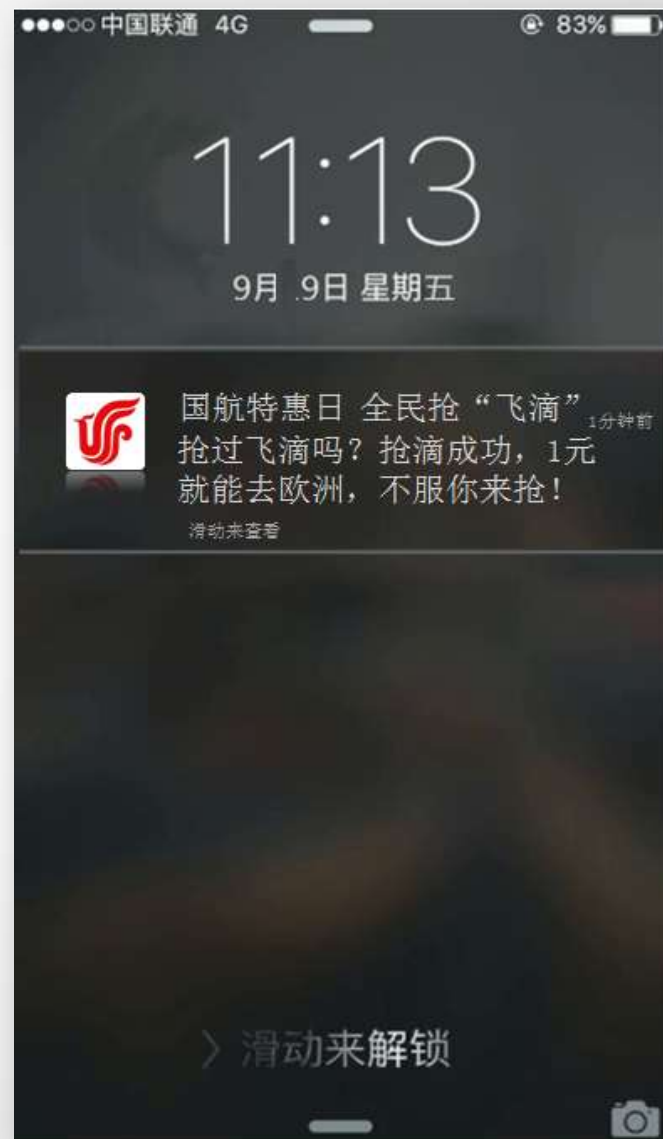 中国联通 4G 83%
11:13
9月 .9日 星期五
国航特惠日 全民抢“飞滴” 1分钟前
抢过飞滴吗？抢滴成功，1元
就能去欧洲，不服你来抢！
滑动来查看
〉滑动来解锁